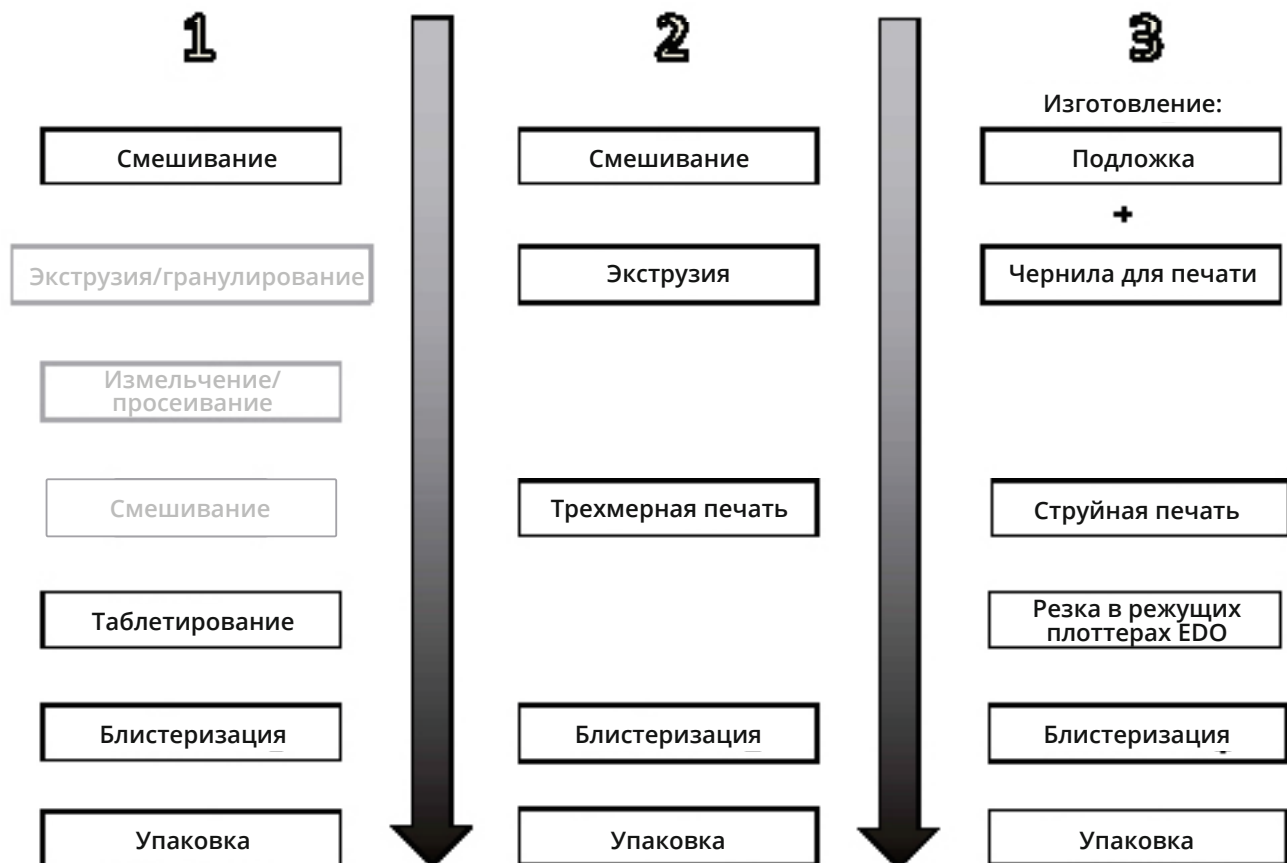 1
2
3
Изготовление:
Смешивание
Смешивание
Подложка
+
Экструзия/гранулирование
Экструзия
Чернила для печати
Измельчение/
просеивание
Смешивание
Трехмерная печать
Струйная печать
Таблетирование
Резка в режущих
плоттерах EDO
Блистеризация
Блистеризация
Блистеризация
Упаковка
Упаковка
Упаковка